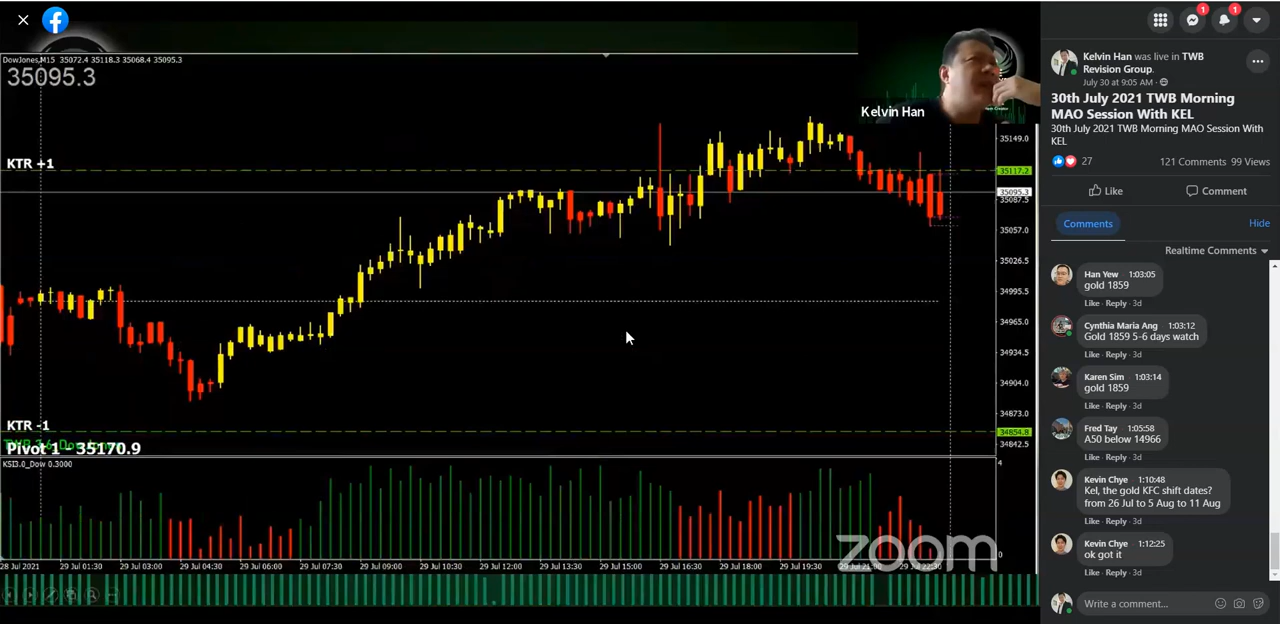 DowJones,M15 35072.4 35118.3 35068.4 35095.3
35095.3
KTR +1
KTR -1
Pivot 1 - 35170.9
KSI3.0_Dow 0.3000
Kelvin Han
35149.0
35117.2
35095.3
35087.5
35057.0
35026.5
34995.5
34965.0
34934.5
34904.0
34873.0
34854.8
34842.5
4
0
28 Jul 2021 29 Jul 01:30 29 Jul 03:00 29 Jul 04:30 29 Jul 06:00 29 Jul 07:30 29 Jul 09:00 29 Jul 10:30 29 Jul 12:00 29 Jul 13:30 29 Jul 15:00 29 Jul 16:30 29 Jul 18:00 29 Jul 19:30 29 Jul 21:00 29 Jul 22:30
zoom
1
1
Kelvin Han was live in TWB
Revision Group.
July 30 at 9:05 AM ·
30th July 2021 TWB Morning
MAO Session With KEL
30th July 2021 TWB Morning MAO Session With
KEL
27 121 Comments 99 Views
Like Comment
Comments Hide
Realtime Comments
Han Yew 1:03:05
gold 1859
Like · Reply · 3d
Cynthia Maria Ang 1:03:12
Gold 1859 5-6 days watch
Like · Reply · 3d
Karen Sim 1:03:14
gold 1859
Like · Reply · 3d
Fred Tay 1:05:58
A50 below 14966
Like · Reply · 3d
Kevin Chye 1:10:48
Kel, the gold KFC shift dates?
from 26 Jul to 5 Aug to 11 Aug
Like · Reply · 3d
Kevin Chye 1:12:25
ok got it
Like · Reply · 3d
Write a comment...